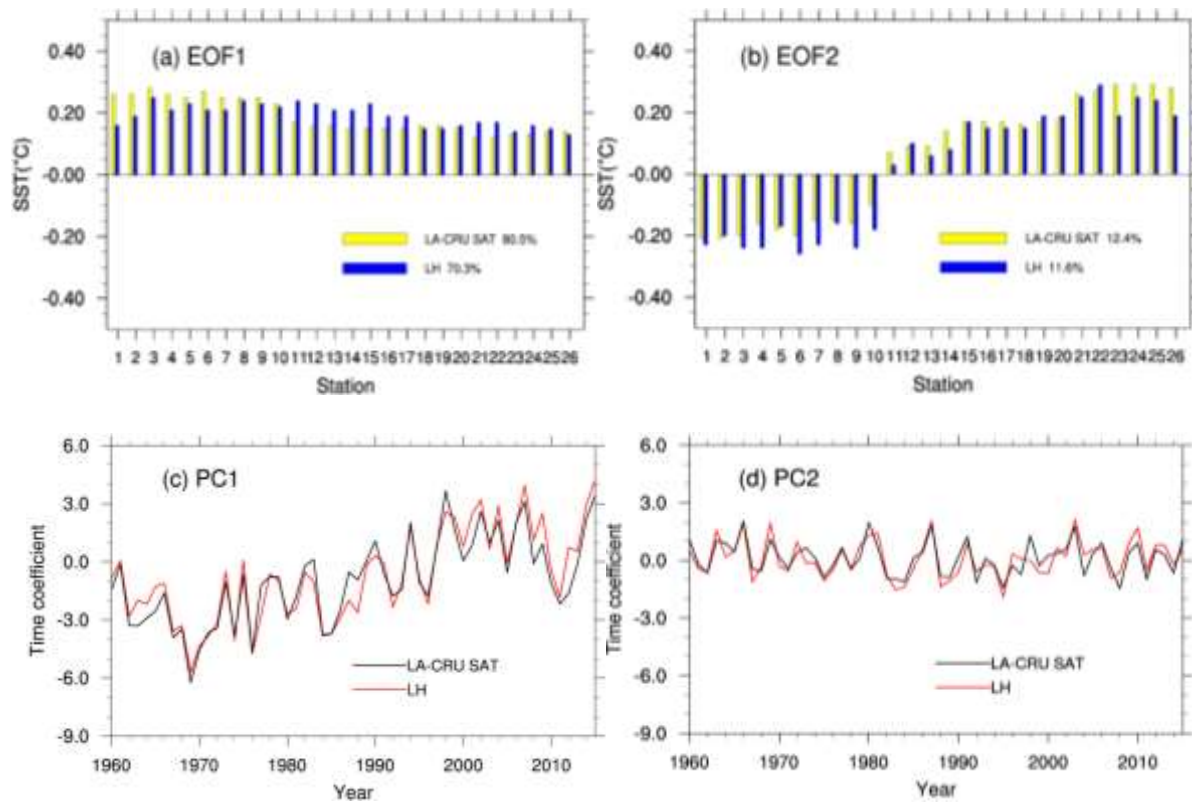 (a) EOF1
0.40
0.20
-0.00
-0.20
-0.40
SST(°C)
LA-CRU SAT 80.5%
LH 70.3%
1 2 3 4 5 6 7 8 9 10 11 12 13 14 15 16 17 18 19 20 21 22 23 24 25 26
Station
(b) EOF2
0.40
0.20
-0.00
-0.20
-0.40
SST(°C)
LA-CRU SAT 12.4%
LH 11.6%
1 2 3 4 5 6 7 8 9 10 11 12 13 14 15 16 17 18 19 20 21 22 23 24 25 26
Station
(c) PC1
6.0
3.0
0.0
-3.0
-6.0
-9.0
Time coefficient
LA-CRU SAT
LH
1960 1970 1980 1990 2000 2010
Year
(d) PC2
6.0
3.0
0.0
-3.0
-6.0
-9.0
Time coefficient
LA-CRU SAT
LH
1960 1970 1980 1990 2000 2010
Year